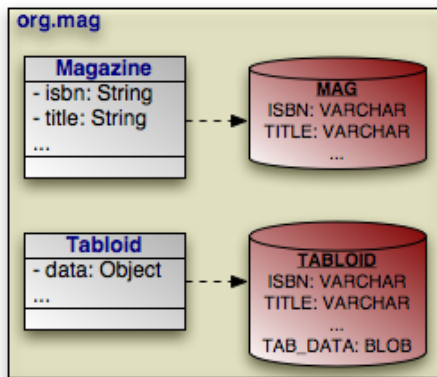 org.mag
Magazine
- isbn: String
- title: String
...
MAG
ISBN: VARCHAR
TITLE: VARCHAR
...
Tabloid
- data: Object
...
TABLOID
ISBN: VARCHAR
TITLE: VARCHAR
...
TAB_DATA: BLOB